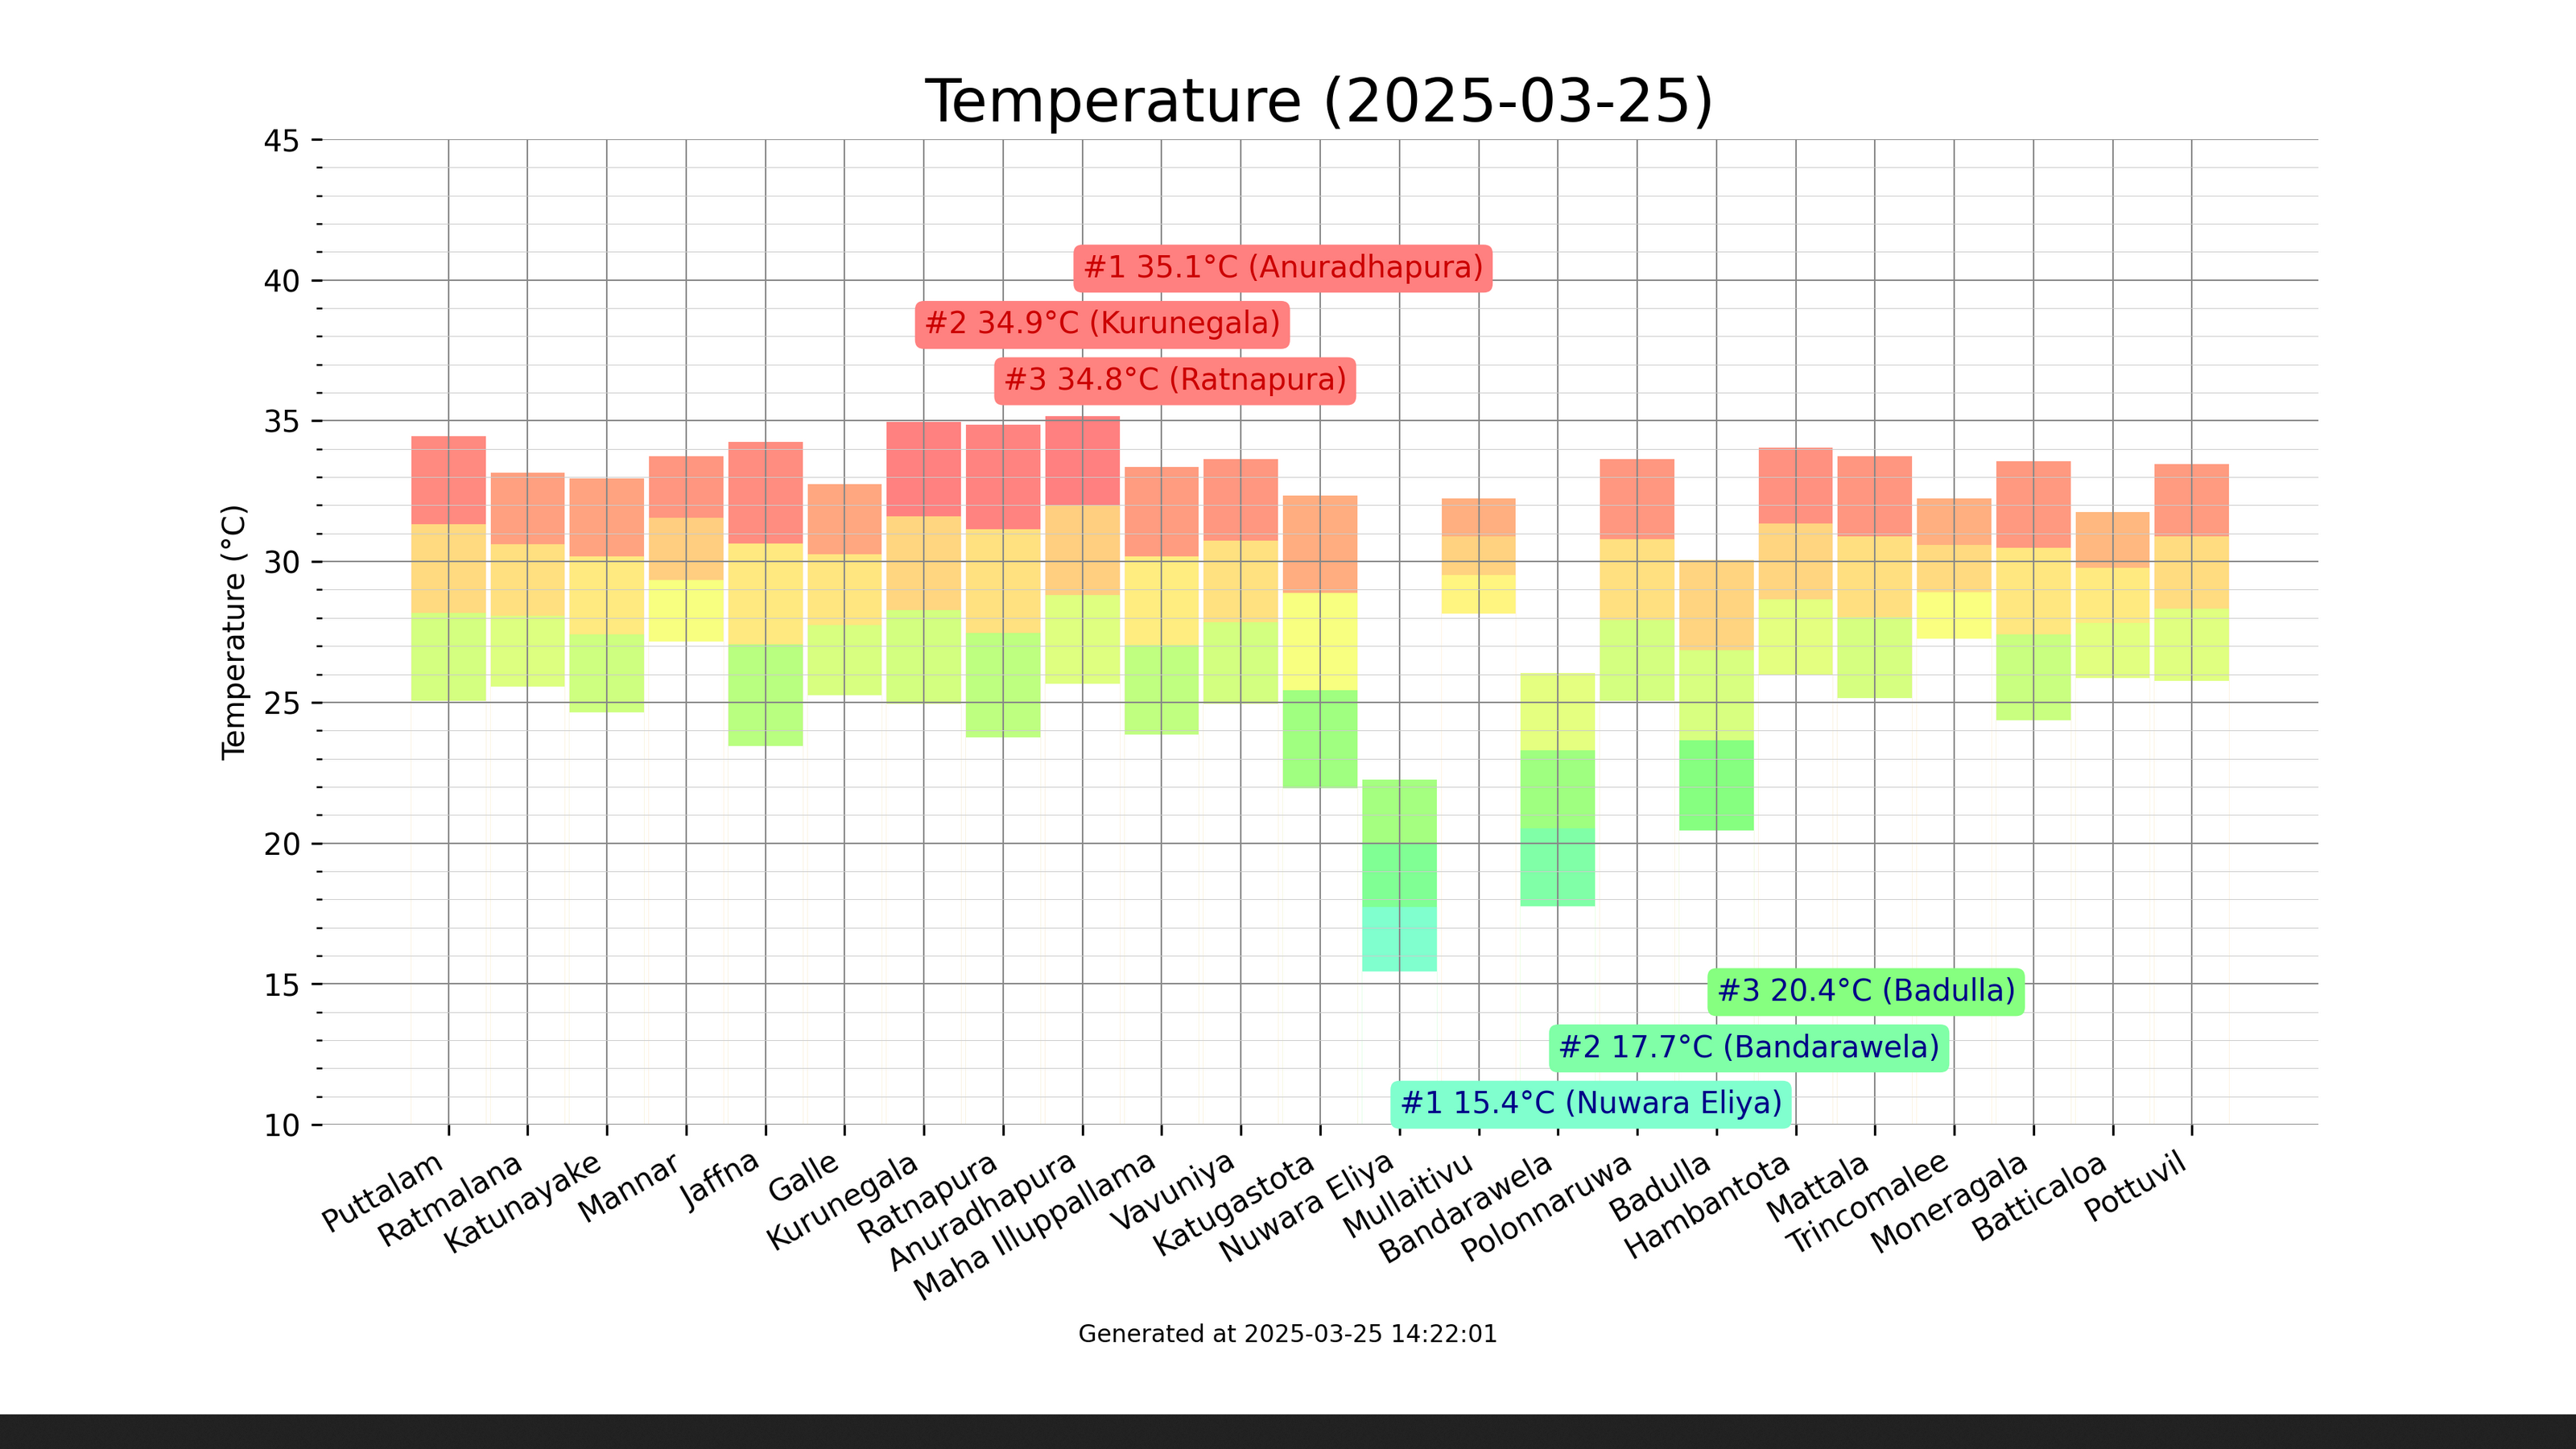 Temperature (2025-03-25)
Temperature (°C)
45
40
35
30
25
20
15
10
#1 35.1°C (Anuradhapura)
#2 34.9°C (Kurunegala)
#3 34.8°C (Ratnapura)
#3 20.4°C (Badulla)
#2 17.7°C (Bandarawela)
#1 15.4°C (Nuwara Eliya)
Puttalam
Ratmalana
Katunayake
Mannar
Jaffna
Galle
Kurunegala
Ratnapura
Anuradhapura
Maha Illuppallama
Vavuniya
Katugastota
Nuwara Eliya
Mullaitivu
Bandarawela
Polonnaruwa
Badulla
Hambantota
Mattala
Trincomalee
Moneragala
Batticaloa
Pottuvil
Generated at 2025-03-25 14:22:01